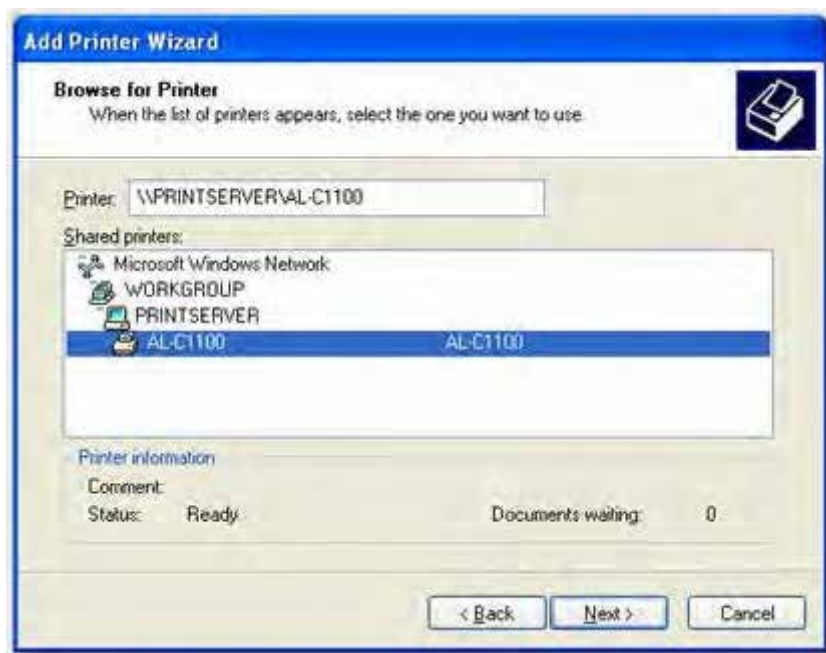 Add Printer Wizard
Browse for Printer
When the list of printers appears, select the one you want to use.
Printer: \\PRINTSERVER\AL-C1100
Shared printers:
Microsoft Windows Network
WORKGROUP
PRINTSERVER
AL-C1100 AL-C1100
Printer information
Comment:
Status: Ready Documents waiting: 0
< Back Next > Cancel